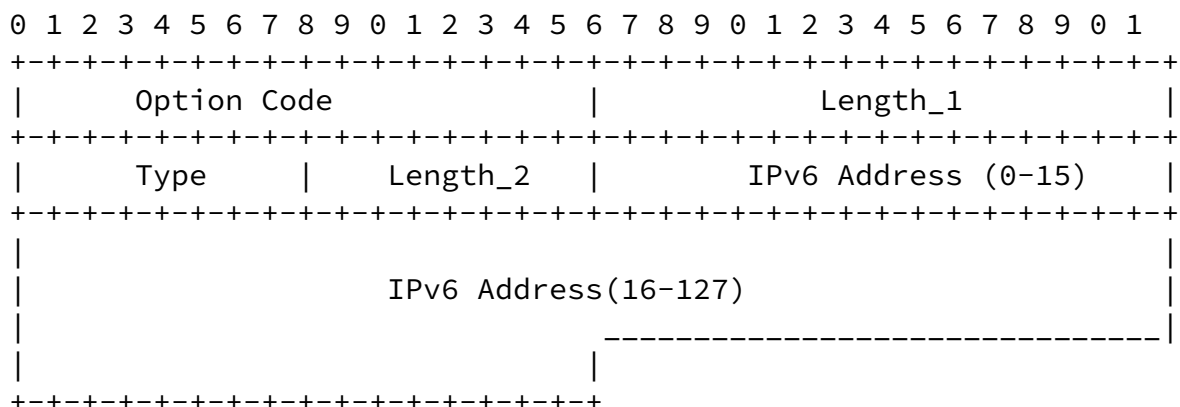 0 1 2 3 4 5 6 7 8 9 0 1 2 3 4 5 6 7 8 9 0 1 2 3 4 5 6 7 8 9 0 1
+-+-+-+-+-+-+-+-+-+-+-+-+-+-+-+-+-+-+-+-+-+-+-+-+-+-+-+-+-+-+-+-+
| Option Code | Length_1 |
+-+-+-+-+-+-+-+-+-+-+-+-+-+-+-+-+-+-+-+-+-+-+-+-+-+-+-+-+-+-+-+-+
| Type | Length_2 | IPv6 Address (0-15) |
+-+-+-+-+-+-+-+-+-+-+-+-+-+-+-+-+-+-+-+-+-+-+-+-+-+-+-+-+-+-+-+-+
| |
| IPv6 Address(16-127) |
| _______________________________|
| |
+-+-+-+-+-+-+-+-+-+-+-+-+-+-+-+-+